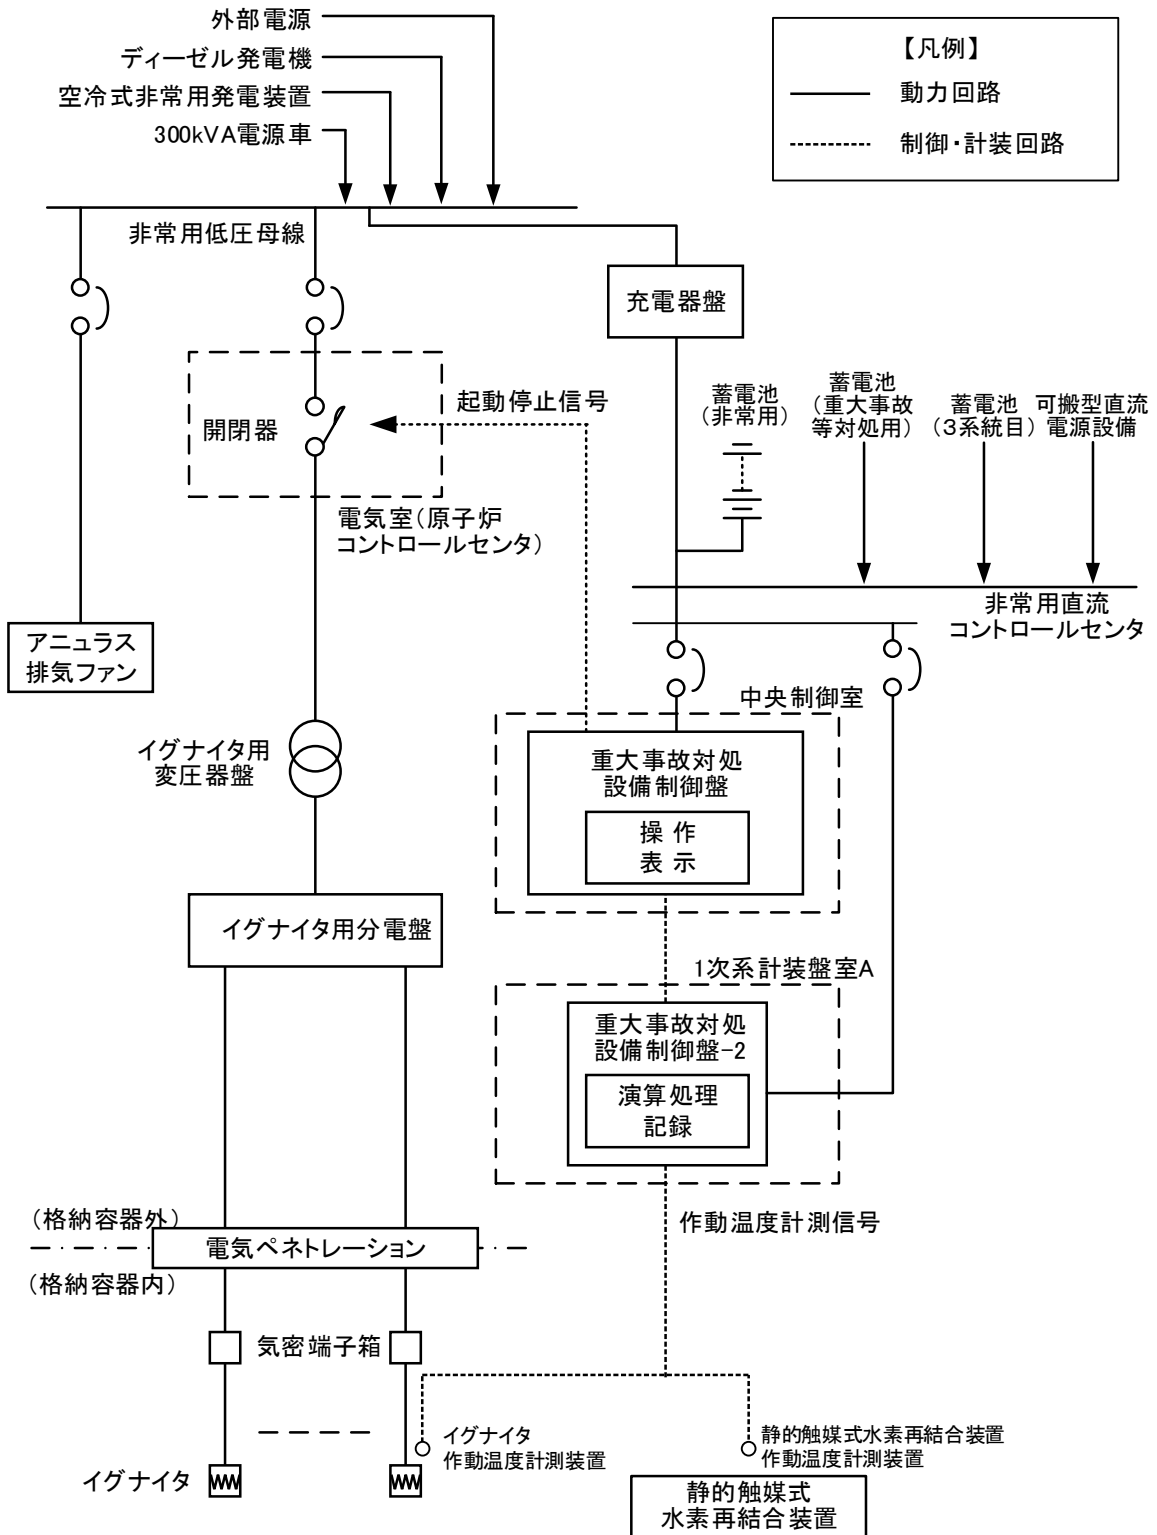 外部電源
ディーゼル発電機
空冷式非常用発電装置
300kVA電源車
【凡例】
動力回路
制御・計装回路
非常用低圧母線
充電器盤
開閉器
起動停止信号
電気室(原子炉
コントロールセンタ)
蓄電池
(非常用)
蓄電池
(重大事故
等対処用)
蓄電池
(3系統目)
可搬型直流
電源設備
非常用直流
コントロールセンタ
アニュラス
排気ファン
中央制御室
イグナイタ用
変圧器盤
重大事故対処
設備制御盤
操 作
表 示
イグナイタ用分電盤
1次系計装盤室A
重大事故対処
設備制御盤-2
演算処理
記録
(格納容器外)
電気ペネトレーション
(格納容器内)
作動温度計測信号
気密端子箱
イグナイタ
作動温度計測装置
静的触媒式水素再結合装置
作動温度計測装置
イグナイタ
静的触媒式
水素再結合装置